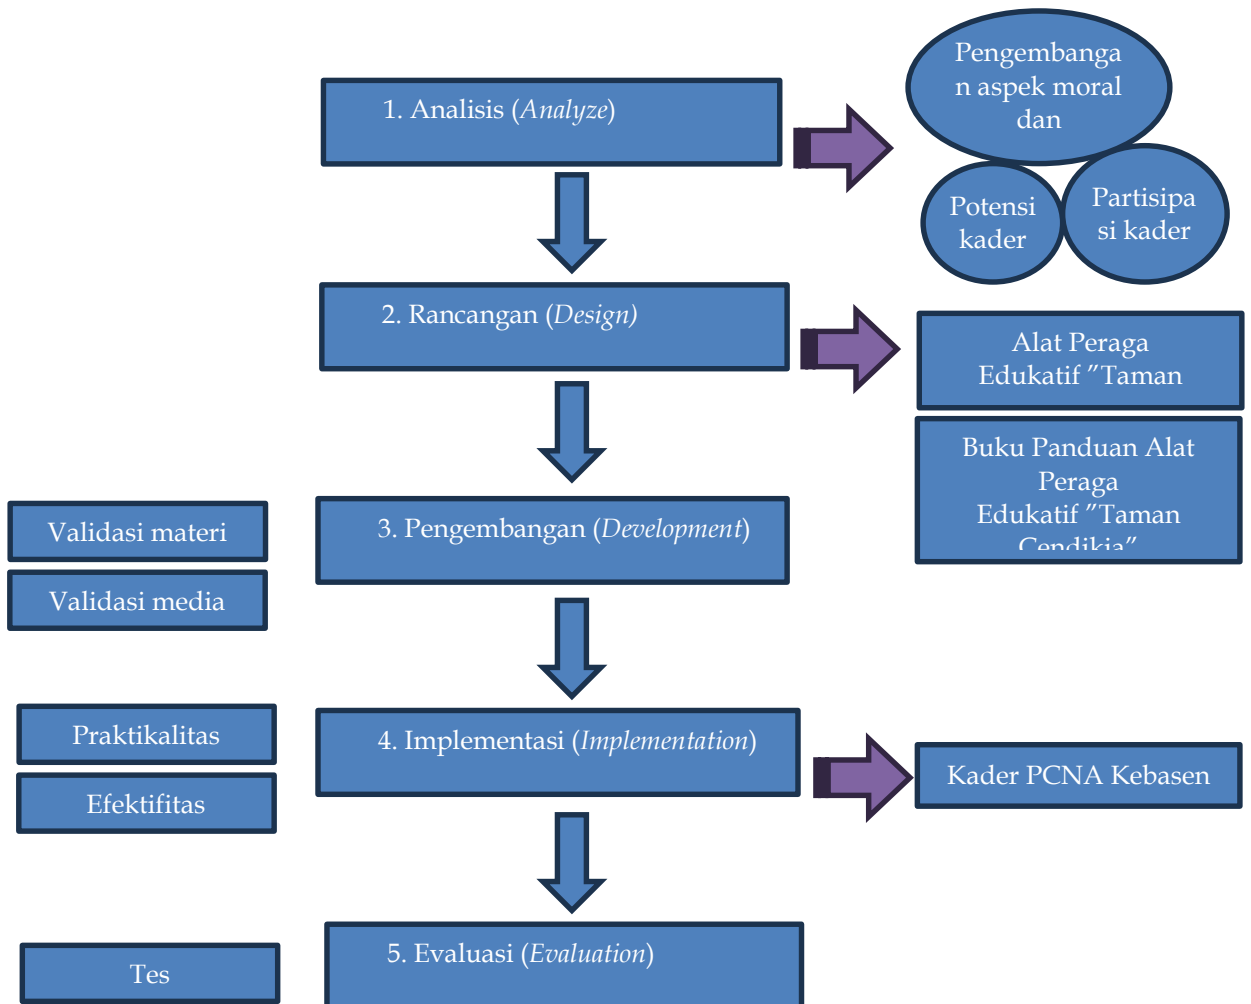 Pengembanga
n aspek moral
dan
1. Analisis (Analyze)
Potensi
kader
Partisipa
si kader
2. Rancangan (Design)
Alat Peraga
Edukatif ”Taman
Buku Panduan Alat
Peraga
Edukatif ”Taman
Cendikia”
3. Pengembangan (Development)
Validasi materi
Validasi media
4. Implementasi (Implementation)
Praktikalitas
Efektifitas
Kader PCNA Kebasen
5. Evaluasi (Evaluation)
Tes